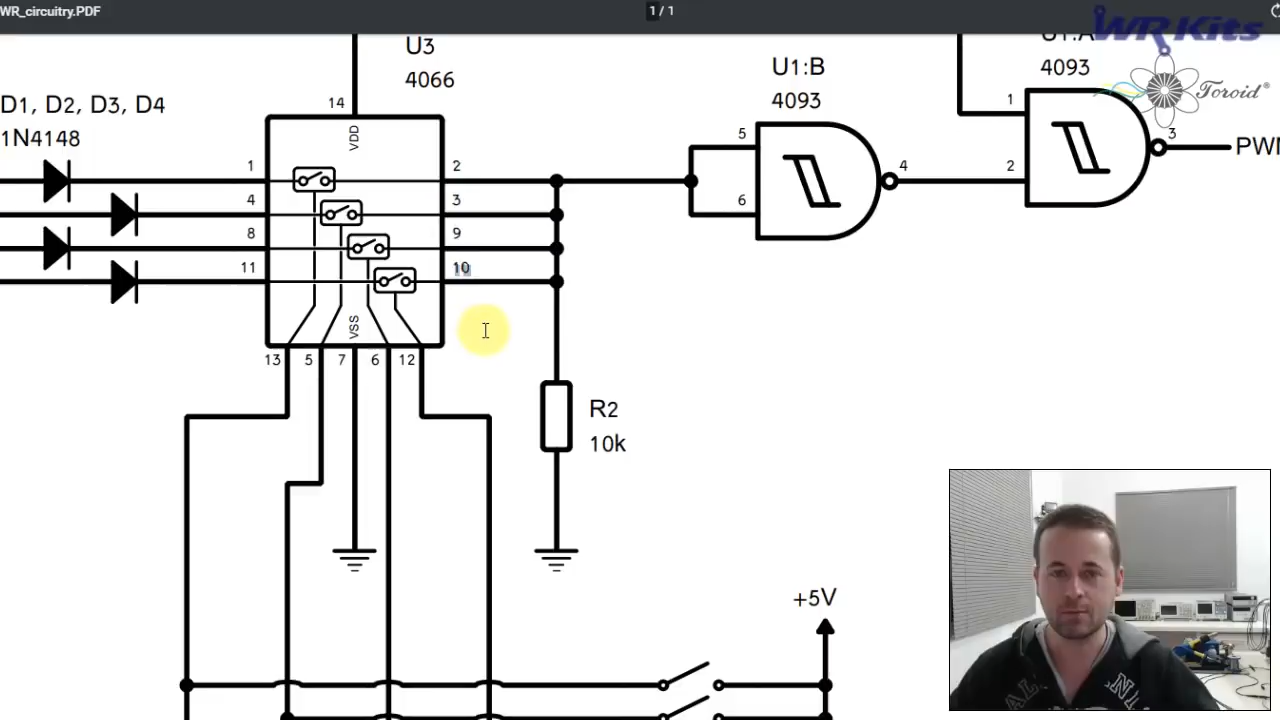 WR_circuitry.PDF
1 / 1
WR Kits
Toroid®
U3
4066
U1:B
4093
U1:A
4093
D1, D2, D3, D4
1N4148
14
VDD
1
2
4
3
8
9
11
10
VSS
13
5
7
6
12
5
6
4
1
2
3
PWM
R2
10k
+5V